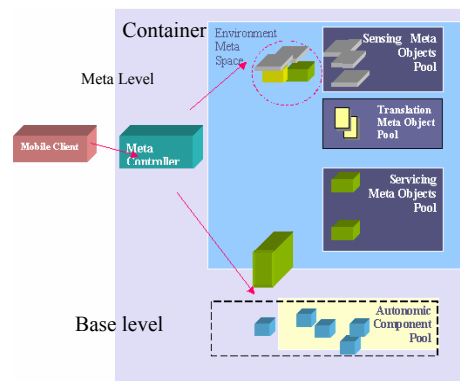 Container
Environment
Meta
Space
Sensing Meta
Objects
Pool
Meta Level
Translation
Meta Object
Pool
Mobile Client
Meta
Controller
Servicing
Meta Objects
Pool
Base level
Autonomic
Component
Pool